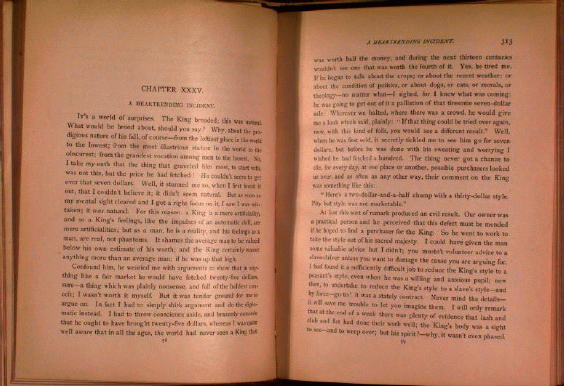 CHAPTER XXXV.
A HEARTRENDING INCIDENT.
It's a world of surprises. The King brooded; this was natural.
What would he brood about, should you say? Why, about the pro-
digious nature of his fall, of course—from the loftiest place in the world
to the lowest; from the most illustrious station in the world to the
obscurest; from the grandest vocation among men to the basest. No,
I take my oath that the thing that graveled him most, to start with,
was not this, but the price he had fetched! He couldn't seem to get
over that seven dollars. Well, it stunned me so, when I first found it
out, that I couldn't believe it; it didn't seem natural. But as soon as
my mental sight cleared and I got a right focus on it, I saw I was mis-
taken; it was natural. For this reason: a King is a mere artificiality,
and so a King's feelings, like the impulses of an automatic doll, are
mere artificialities; but as a man, he is a reality, and his feelings, as a
man, are real, not phantoms. It shames the average man to be valued
below his own estimate of his worth; and the King certainly wasn't
anything more than an average man, if he was up that high.
Confound him, he wearied me with arguments to show that in any-
thing like a fair market he would have fetched twenty-five dollars,
sure—a thing which was plainly nonsense, and full of the baldest con-
ceit; I wasn't worth it myself. But it was tender ground for me to
argue on. In fact I had to simply shirk argument and do the diplo-
matic instead. I had to throw conscience aside, and brazenly concede
that he ought to have brought twenty-five dollars; whereas I was quite
well aware that in all the ages, the world had never seen a King that
A HEARTRENDING INCIDENT. 323
was worth half the money, and during the next thirteen centuries
wouldn't see one that was worth the fourth of it. Yes, he tired me.
If he began to talk about the crops; or about the recent weather; or
about the condition of politics; or about dogs, or cats, or morals, or
theology—no matter what—I sighed, for I knew what was coming:
he was going to get out of it a palliation of that tiresome seven-dollar
sale. Wherever we halted, where there was a crowd, he would give
me a look which said, plainly: "If that thing could be tried over again,
now, with this kind of folk, you would see a different result." Well,
when he was first sold, it secretly tickled me to see him go for seven
dollars; but before he was done with his sweating and worrying I
wished he had fetched a hundred. The thing never got a chance to
die, for every day, at one place or another, possible purchasers looked
us over, and as often as any other way, their comment on the King
was something like this:
"Here's a two-dollar-and-a-half chump with a thirty-dollar style.
Pity but style was marketable."
At last this sort of remark produced an evil result. Our owner was
a practical person and he perceived that this defect must be mended
if he hoped to find a purchaser for the King. So he went to work to
take the style out of his sacred majesty. I could have given the man
some valuable advice but I didn't; you mustn't volunteer advice to a
slave-driver unless you want to damage the cause you are arguing for.
I had found it a sufficiently difficult job to reduce the King's style to a
peasant's style, even when he was a willing and anxious pupil; now
then, to undertake to reduce the King's style to a slave's style—and
by force—go to! it was a stately contract. Never mind the details—
it will save me trouble to let you imagine them. I will only remark
that at the end of a week there was plenty of evidence that lash and
club and fist had done their work well; the King's body was a sight
to see—and to weep over; but his spirit?—why, it wasn't even phased.